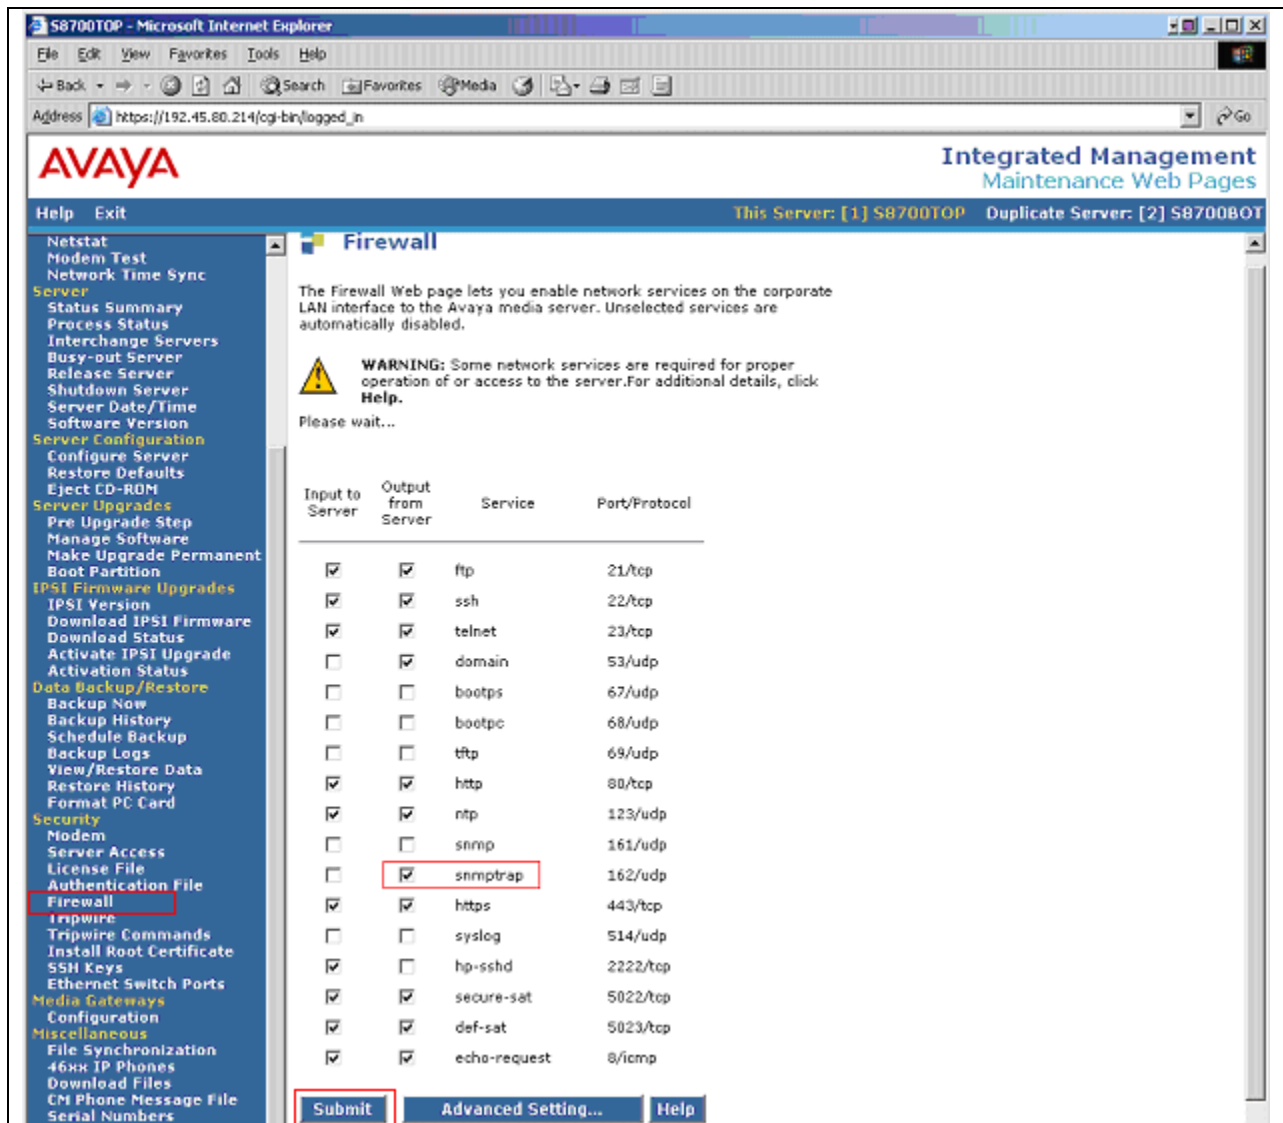 S8700TOP - Microsoft Internet Explorer
File Edit View Favorites Tools Help
Back Search Favorites Media
Address https://192.45.80.214/cgi-bin/logged_in Go
AVAYA
Integrated Management
Maintenance Web Pages
Help Exit This Server: [1] S8700TOP Duplicate Server: [2] S8700BOT
Netstat
Modem Test
Network Time Sync
Server
Status Summary
Process Status
Interchange Servers
Busy-out Server
Release Server
Shutdown Server
Server Date/Time
Software Version
Server Configuration
Configure Server
Restore Defaults
Eject CD-ROM
Server Upgrades
Pre Upgrade Step
Manage Software
Make Upgrade Permanent
Boot Partition
IPSI Firmware Upgrades
IPSI Version
Download IPSI Firmware
Download Status
Activate IPSI Upgrade
Activation Status
Data Backup/Restore
Backup Now
Backup History
Schedule Backup
Backup Logs
View/Restore Data
Restore History
Format PC Card
Security
Modem
Server Access
License File
Authentication File
Firewall
Tripwire
Tripwire Commands
Install Root Certificate
SSH Keys
Ethernet Switch Ports
Media Gateways
Configuration
Miscellaneous
File Synchronization
46xx IP Phones
Download Files
CM Phone Message File
Serial Numbers
Firewall
The Firewall Web page lets you enable network services on the corporate
LAN interface to the Avaya media server. Unselected services are
automatically disabled.
WARNING: Some network services are required for proper
operation of or access to the server.For additional details, click
Help.
Please wait...
Input to Server Output from Server Service Port/Protocol
ftp 21/tcp
ssh 22/tcp
telnet 23/tcp
domain 53/udp
bootps 67/udp
bootpc 68/udp
tftp 69/udp
http 80/tcp
ntp 123/udp
snmp 161/udp
snmptrap 162/udp
https 443/tcp
syslog 514/udp
hp-sshd 2222/tcp
secure-sat 5022/tcp
def-sat 5023/tcp
echo-request 8/icmp
Submit Advanced Setting... Help